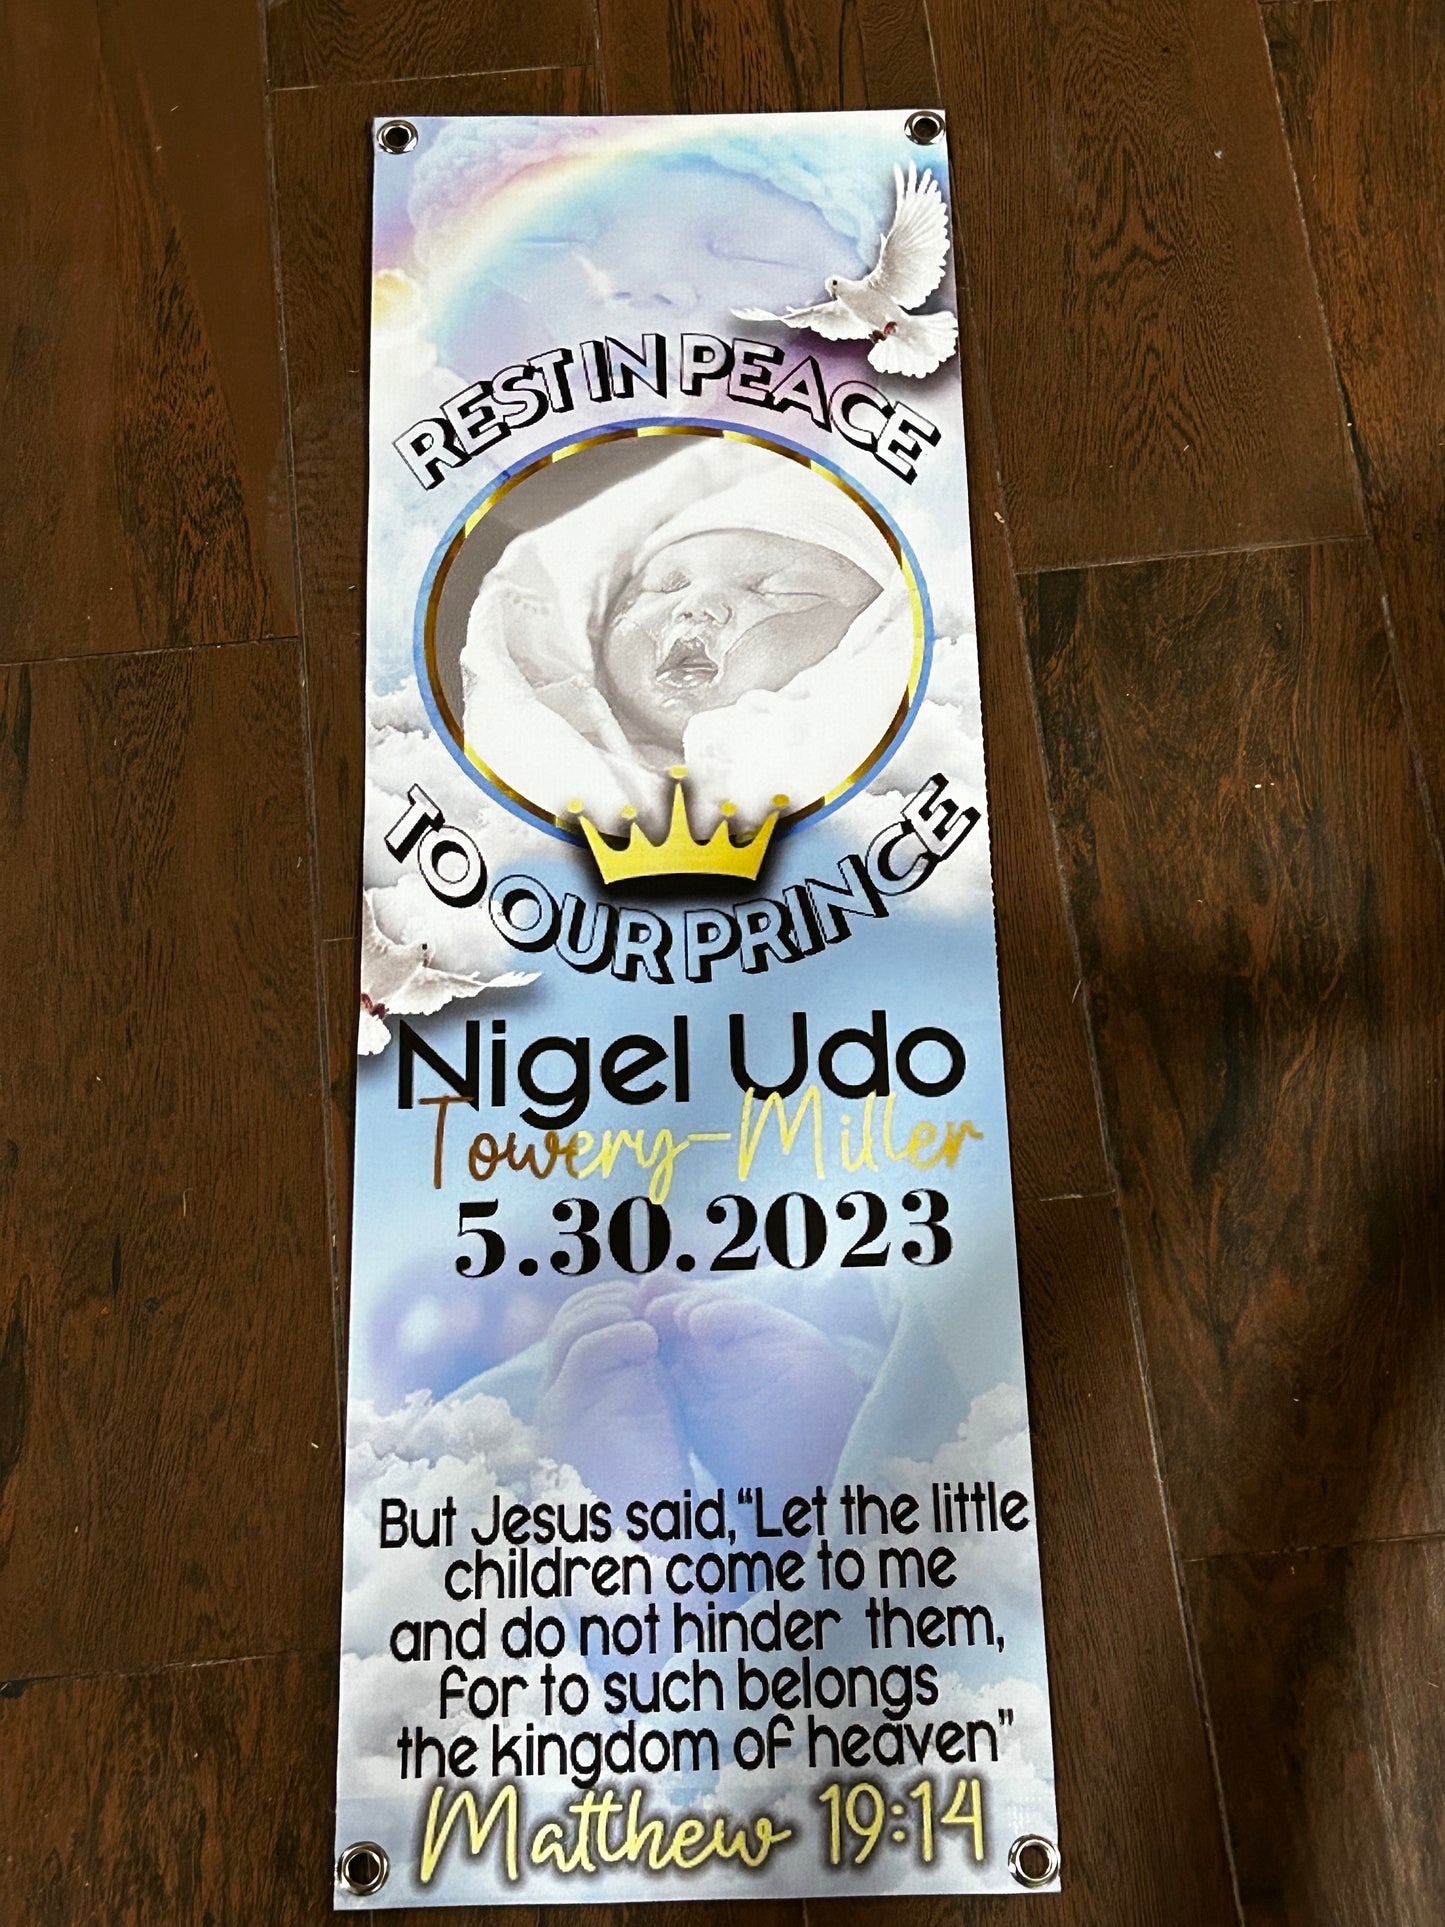 REST IN PEACE
TO OUR PRINCE
Nigel Udo
Towery-Miller
5.30.2023
But Jesus said, "Let the little
children come to me
and do not hinder them,
for to such belongs
the kingdom of heaven"
Matthew 19:14